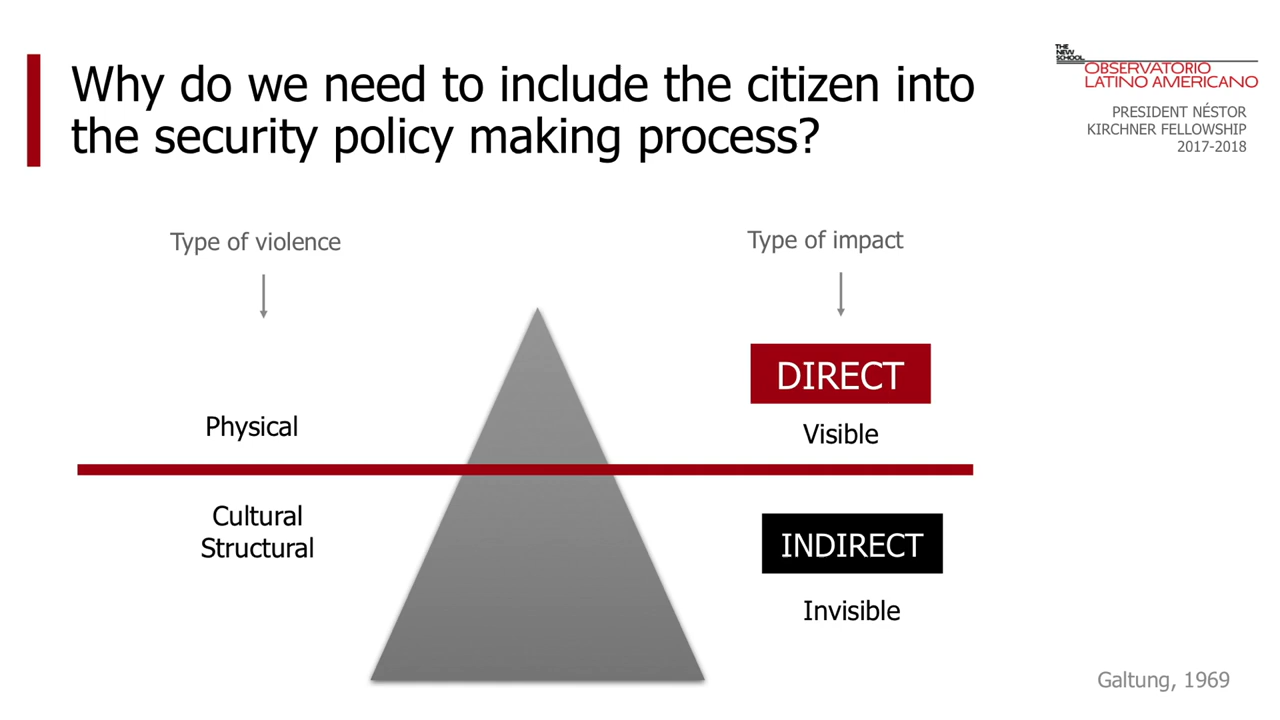 Why do we need to include the citizen into
the security policy making process?
THE
NEW
SCHOOL
OBSERVATORIO
LATINO AMERICANO
PRESIDENT NÉSTOR
KIRCHNER FELLOWSHIP
2017-2018
Type of violence
Type of impact
DIRECT
Physical
Visible
Cultural
Structural
INDIRECT
Invisible
Galtung, 1969